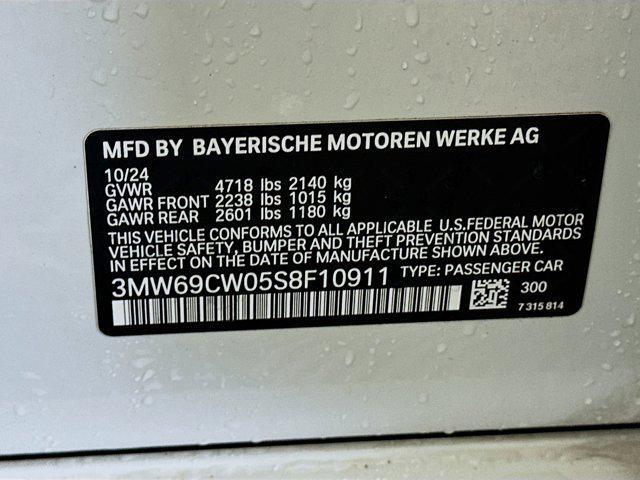 MFD BY BAYERISCHE MOTOREN WERKE AG
10/24
GVWR 4718 lbs 2140 kg
GAWR FRONT 2238 lbs 1015 kg
GAWR REAR 2601 lbs 1180 kg
THIS VEHICLE CONFORMS TO ALL APPLICABLE U.S.FEDERAL MOTOR
VEHICLE SAFETY, BUMPER AND THEFT PREVENTION STANDARDS
IN EFFECT ON THE DATE OF MANUFACTURE SHOWN ABOVE.
3MW69CW05S8F10911 TYPE: PASSENGER CAR
300
7 315 814